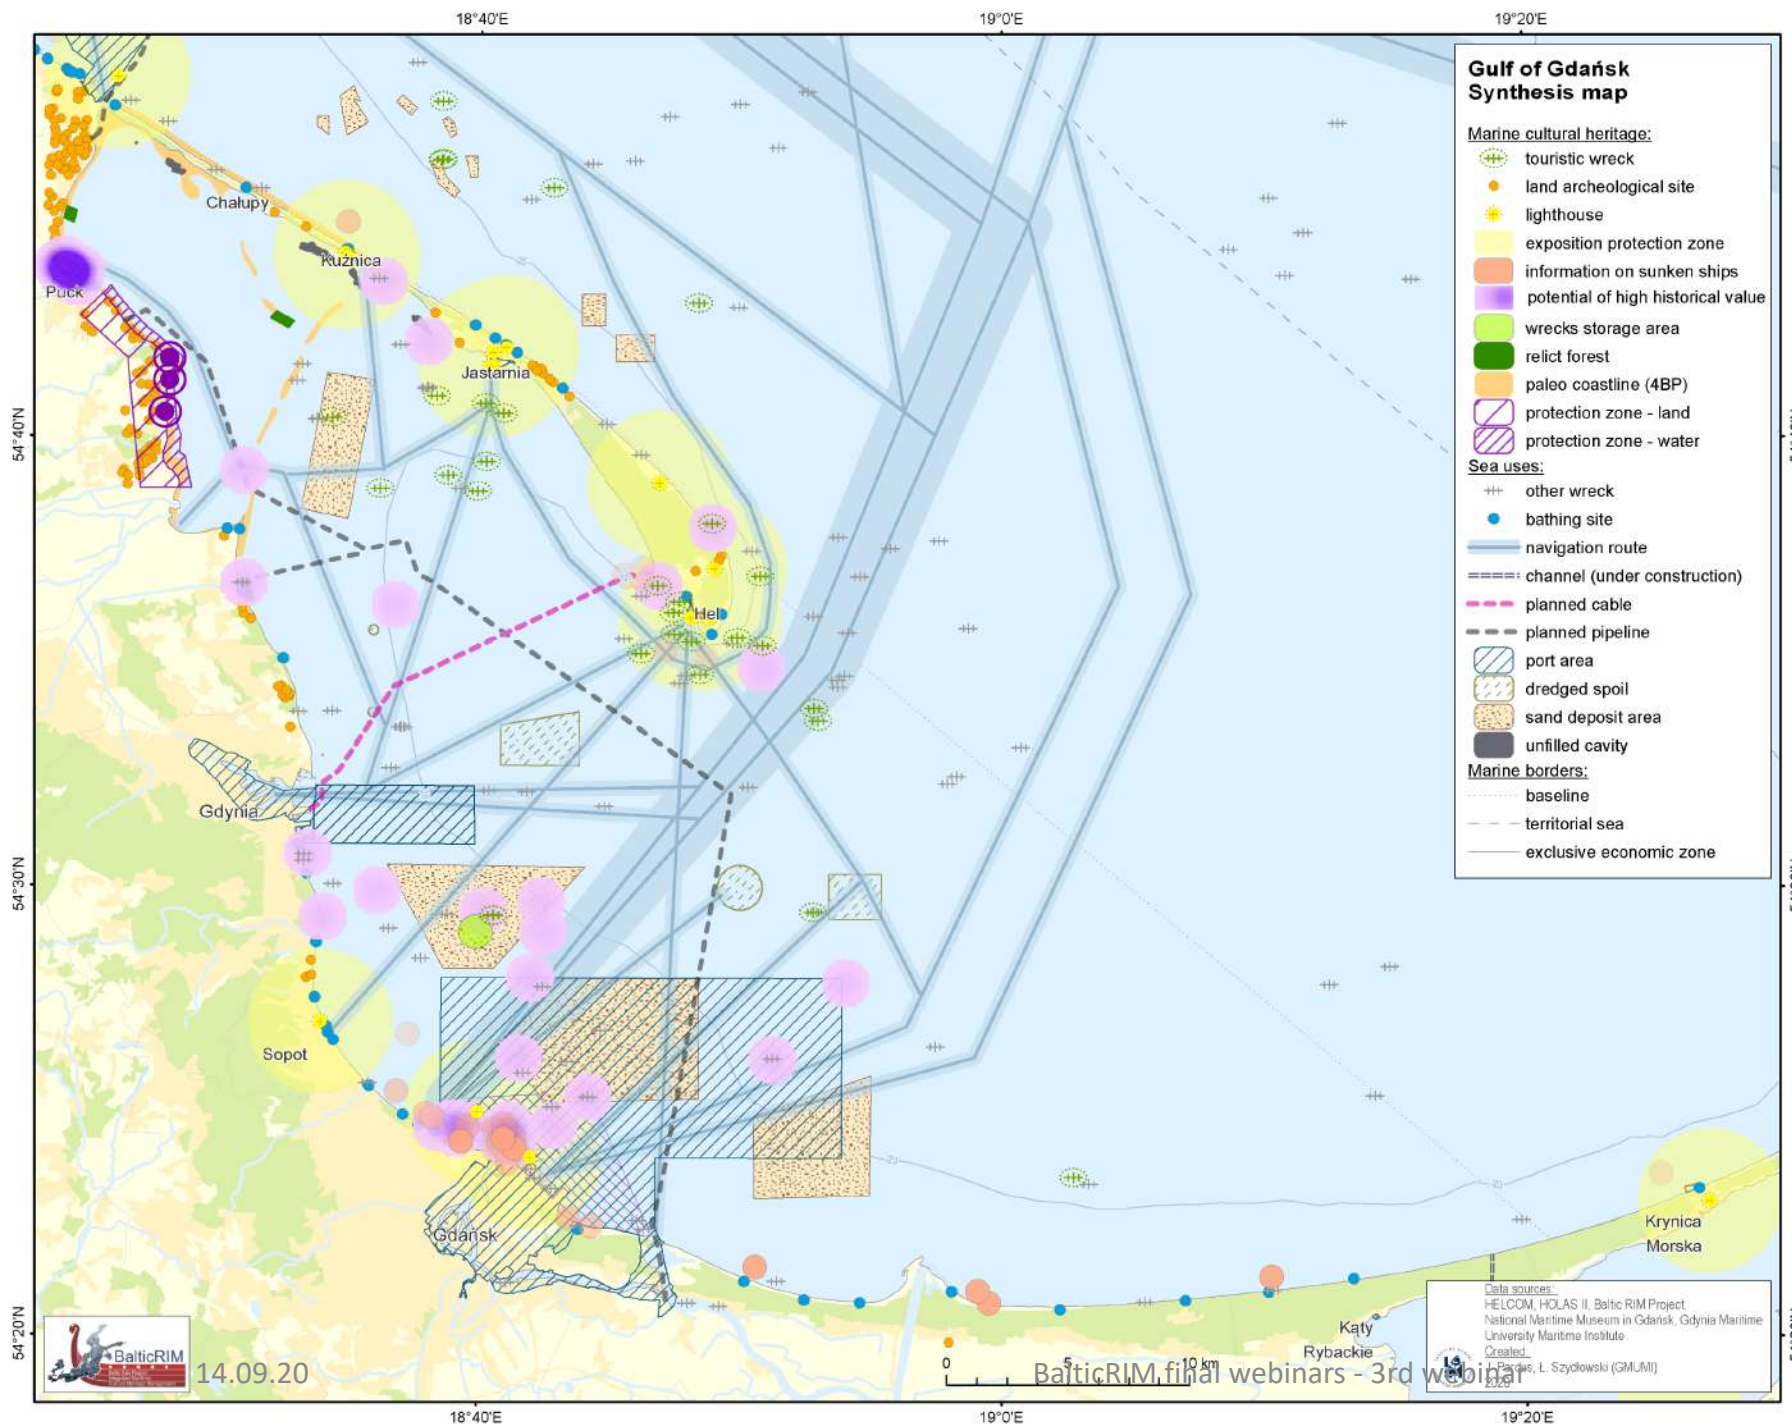 18°40'E
19°0'E
19°20'E
Gulf of Gdańsk
Synthesis map
Marine cultural heritage:
touristic wreck
land archeological site
lighthouse
exposition protection zone
information on sunken ships
potential of high historical value
wrecks storage area
relict forest
paleo coastline (4BP)
protection zone - land
protection zone - water
Sea uses:
other wreck
bathing site
navigation route
channel (under construction)
planned cable
planned pipeline
port area
dredged spoil
sand deposit area
unfilled cavity
Marine borders:
baseline
territorial sea
exclusive economic zone
Chałupy
Kuźnica
Puck
Jastarnia
54°40'N
Hel
Gdynia
54°30'N
Sopot
Gdańsk
Krynica
Morska
Kąty
Rybackie
54°20'N
Data sources:
HELCOM, HOLAS II, Baltic RIM Project,
National Maritime Museum in Gdańsk, Gdynia Maritime
University Maritime Institute
Created:
J. Pardus, Ł. Szydłowski (GMUMI)
2020
0 5 10 km
BalticRIM
14.09.20
BalticRIM final webinars - 3rd webinar
18°40'E
19°0'E
19°20'E